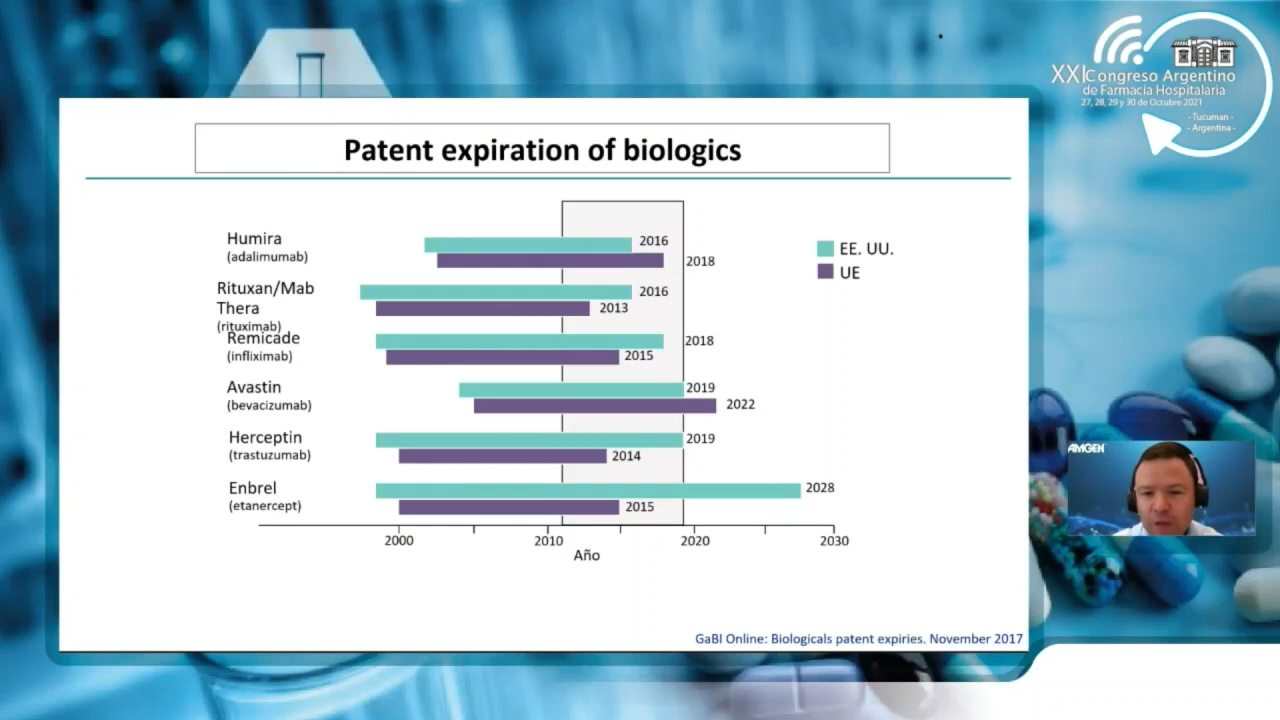 XXI Congreso Argentino
de Farmacia Hospitalaria
27, 28, 29 y 30 de Octubre 2021
- Tucuman -
- Argentina -
Patent expiration of biologics
Humira
(adalimumab)
2016
2018
EE. UU.
UE
Rituxan/Mab
Thera
(rituximab)
2016
2013
Remicade
(infliximab)
2018
2015
Avastin
(bevacizumab)
2019
2022
Herceptin
(trastuzumab)
2019
2014
Enbrel
(etanercept)
2028
2015
2000 2010 2020 2030
Año
GaBI Online: Biologicals patent expiries. November 2017
AMGEN